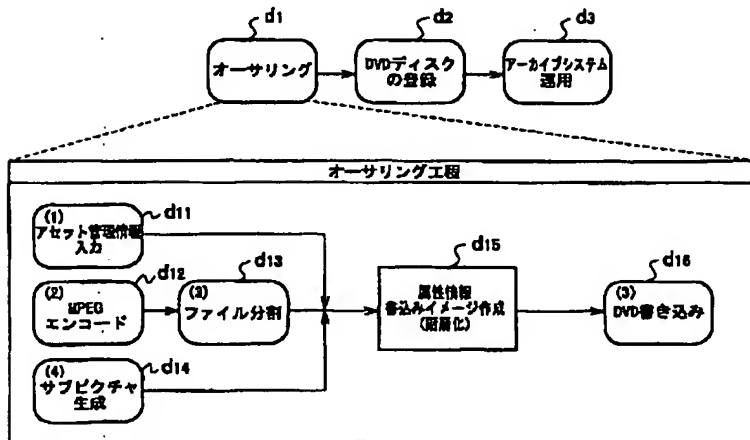 d1
d2
d3
オーサリング
DVDディスク
の登録
アーカイブシステム
運用
オーサリング工程
(1)
d11
アセット管理情報
入力
(2)
d12
MPEG
エンコード
(3)
d13
ファイル分割
(4)
d14
サブピクチャ
生成
d15
属性情報
書込みイメージ作成
(階層化)
d16
(3)
DVD書き込み